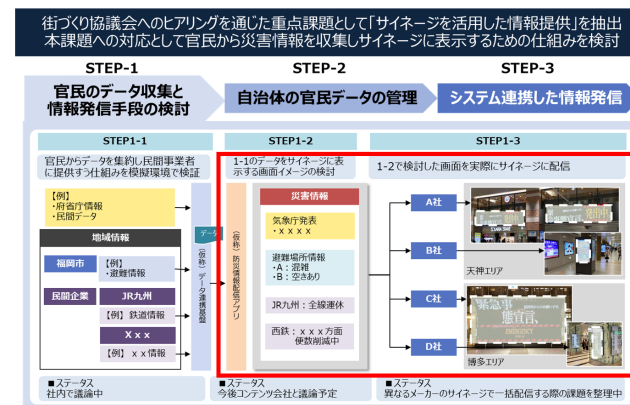 街づくり協議会へのヒアリングを通じた重点課題として「サイネージを活用した情報提供」を抽出
本課題への対応として官民から災害情報を収集しサイネージに表示するための仕組みを検討
STEP-1
官民のデータ収集と
情報発信手段の検討
STEP-2
自治体の官民データの管理
STEP-3
システム連携した情報発信
STEP1-1
官民からデータを集約し民間事業者
に提供すう仕組みを模擬環境で検証
【例】
・府省庁情報
・民間データ
地域情報
福岡市
【例】
・避難情報
民間企業
JR九州
【例】鉄道情報
Xxx
【例】xx情報
データ
(仮称)データ連携基盤
■ステータス
社内で議論中
STEP1-2
1-1のデータをサイネージに表
示する画面イメージの検討
(仮称)防災情報配信アプリ
災害情報
気象庁発表
・xxxx
避難場所情報
・A:混雑
・B:空きあり
JR九州:全線運休
西鉄:xxx方面
便数削減中
■ステータス
今後コンテンツ会社と議論予定
STEP1-3
1-2で検討した画面を実際にサイネージに配信
A社
B社
天神エリア
C社
緊急事
態宣言
EMERGENCY
D社
博多エリア
■ステータス
異なるメーカーのサイネージで一括配信する際の課題を整理中